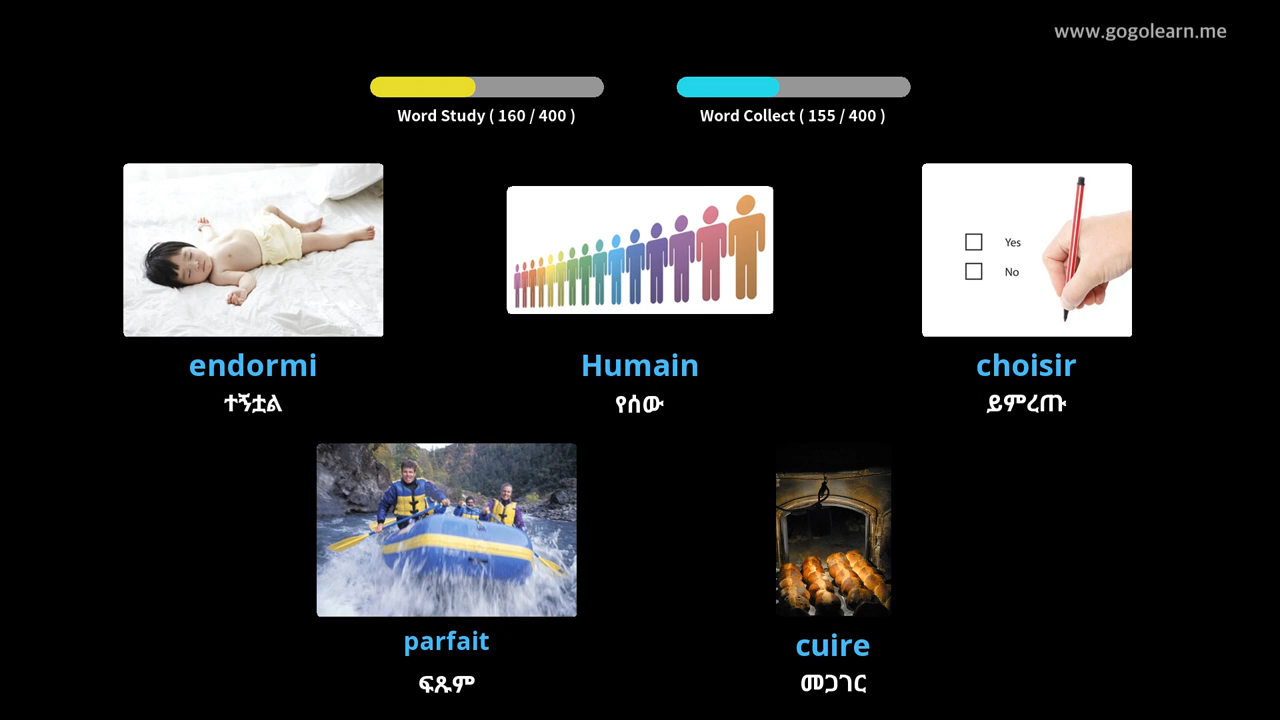 www.gogolearn.me
Word Study ( 160 / 400 )
Word Collect ( 155 / 400 )
Yes
No
endormi
ተኝቷል
Humain
የሰው
choisir
ይምረጡ
parfait
ፍጹም
cuire
መጋገር